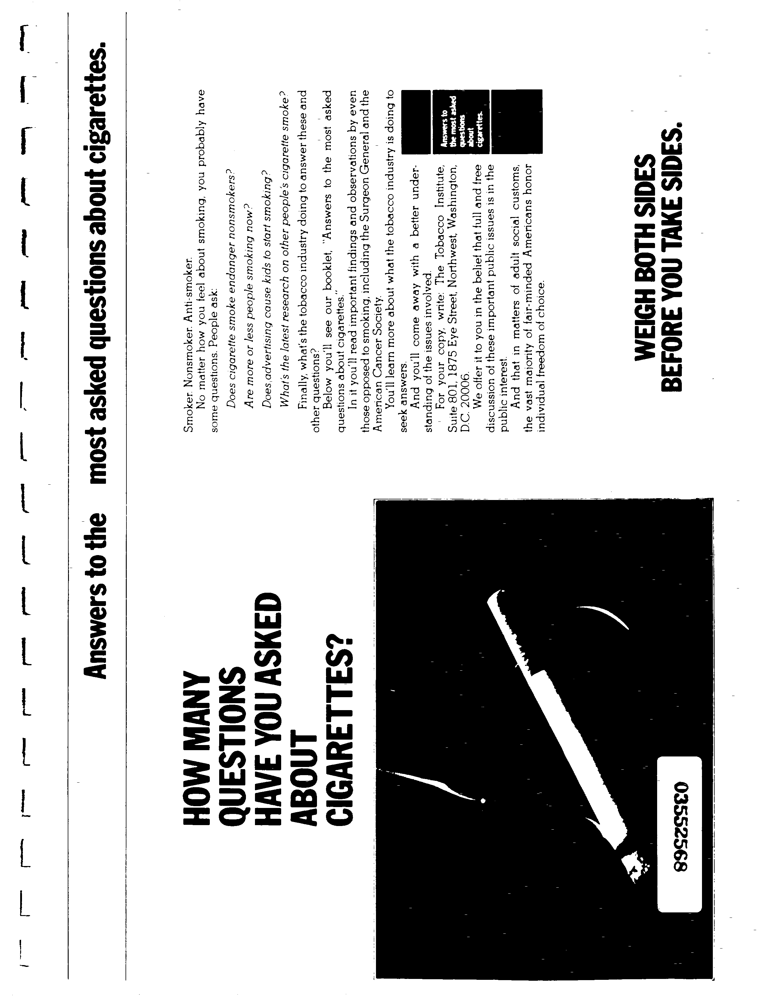 Answers to the most asked questions about cigarettes.
HOW MANY
QUESTIONS
HAVE YOU ASKED
ABOUT
CIGARETTES?
Smoker. Nonsmoker. Anti-smoker.
No matter how you feel about smoking, you probably have
some questions. People ask:
Does cigarette smoke endanger nonsmokers?
Are more or less people smoking now?
Does advertising cause kids to start smoking?
What's the latest research on other people's cigarette smoke?
Finally, what's the tobacco industry doing to answer these and
other questions?
Below you'll see our booklet, "Answers to the most asked
questions about cigarettes."
In it you'll read important findings and observations by even
those opposed to smoking, including the Surgeon General and the
American Cancer Society.
You'll learn more about what the tobacco industry is doing to
seek answers.
And you'll come away with a better under-
standing of the issues involved.
For your copy, write: The Tobacco Institute,
Suite 801, 1875 Eye Street, Northwest, Washington,
D.C. 20006.
We offer it to you in the belief that full and free
discussion of these important public issues is in the
public interest.
And that in matters of adult social customs,
the vast majority of fair-minded Americans honor
individual freedom of choice.
Answers to
the most asked
questions
about
cigarettes.
WEIGH BOTH SIDES
BEFORE YOU TAKE SIDES.
03552568